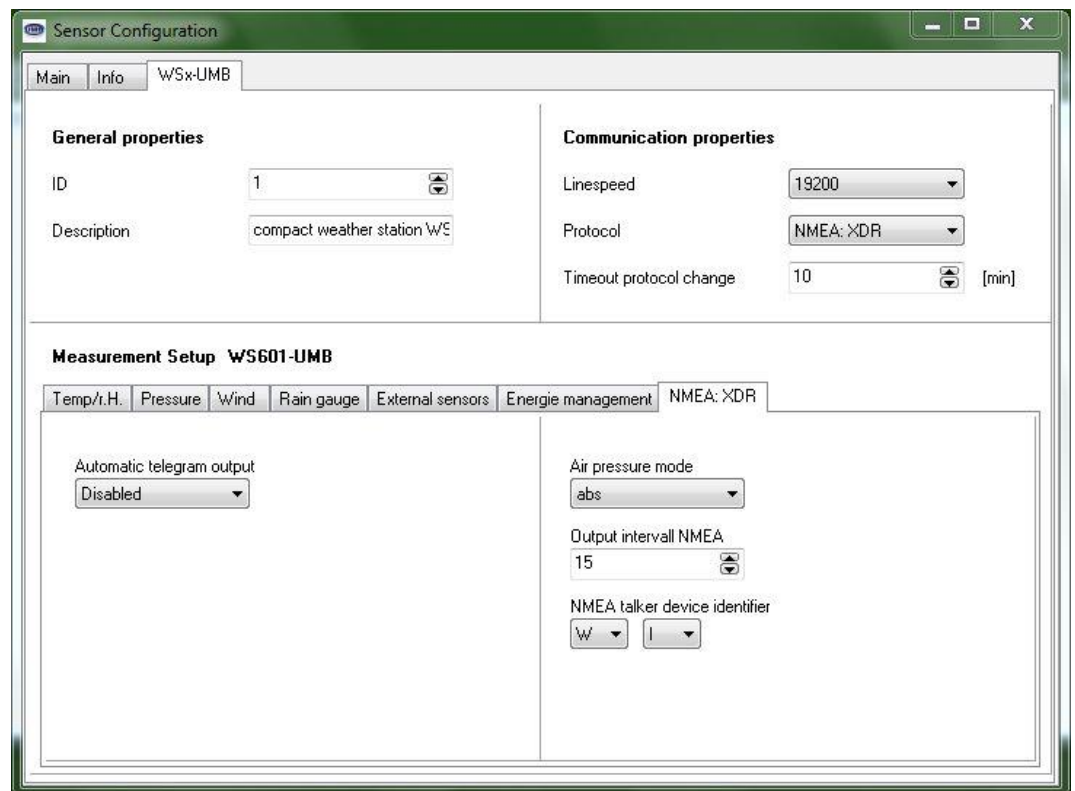 Sensor Configuration
Main Info WSx-UMB
General properties
ID 1
Description compact weather station WS
Communication properties
Linespeed 19200
Protocol NMEA: XDR
Timeout protocol change 10 [min]
Measurement Setup WS601-UMB
Temp/r.H. Pressure Wind Rain gauge External sensors Energie management NMEA: XDR
Automatic telegram output
Disabled
Air pressure mode
abs
Output intervall NMEA
15
NMEA talker device identifier
W I